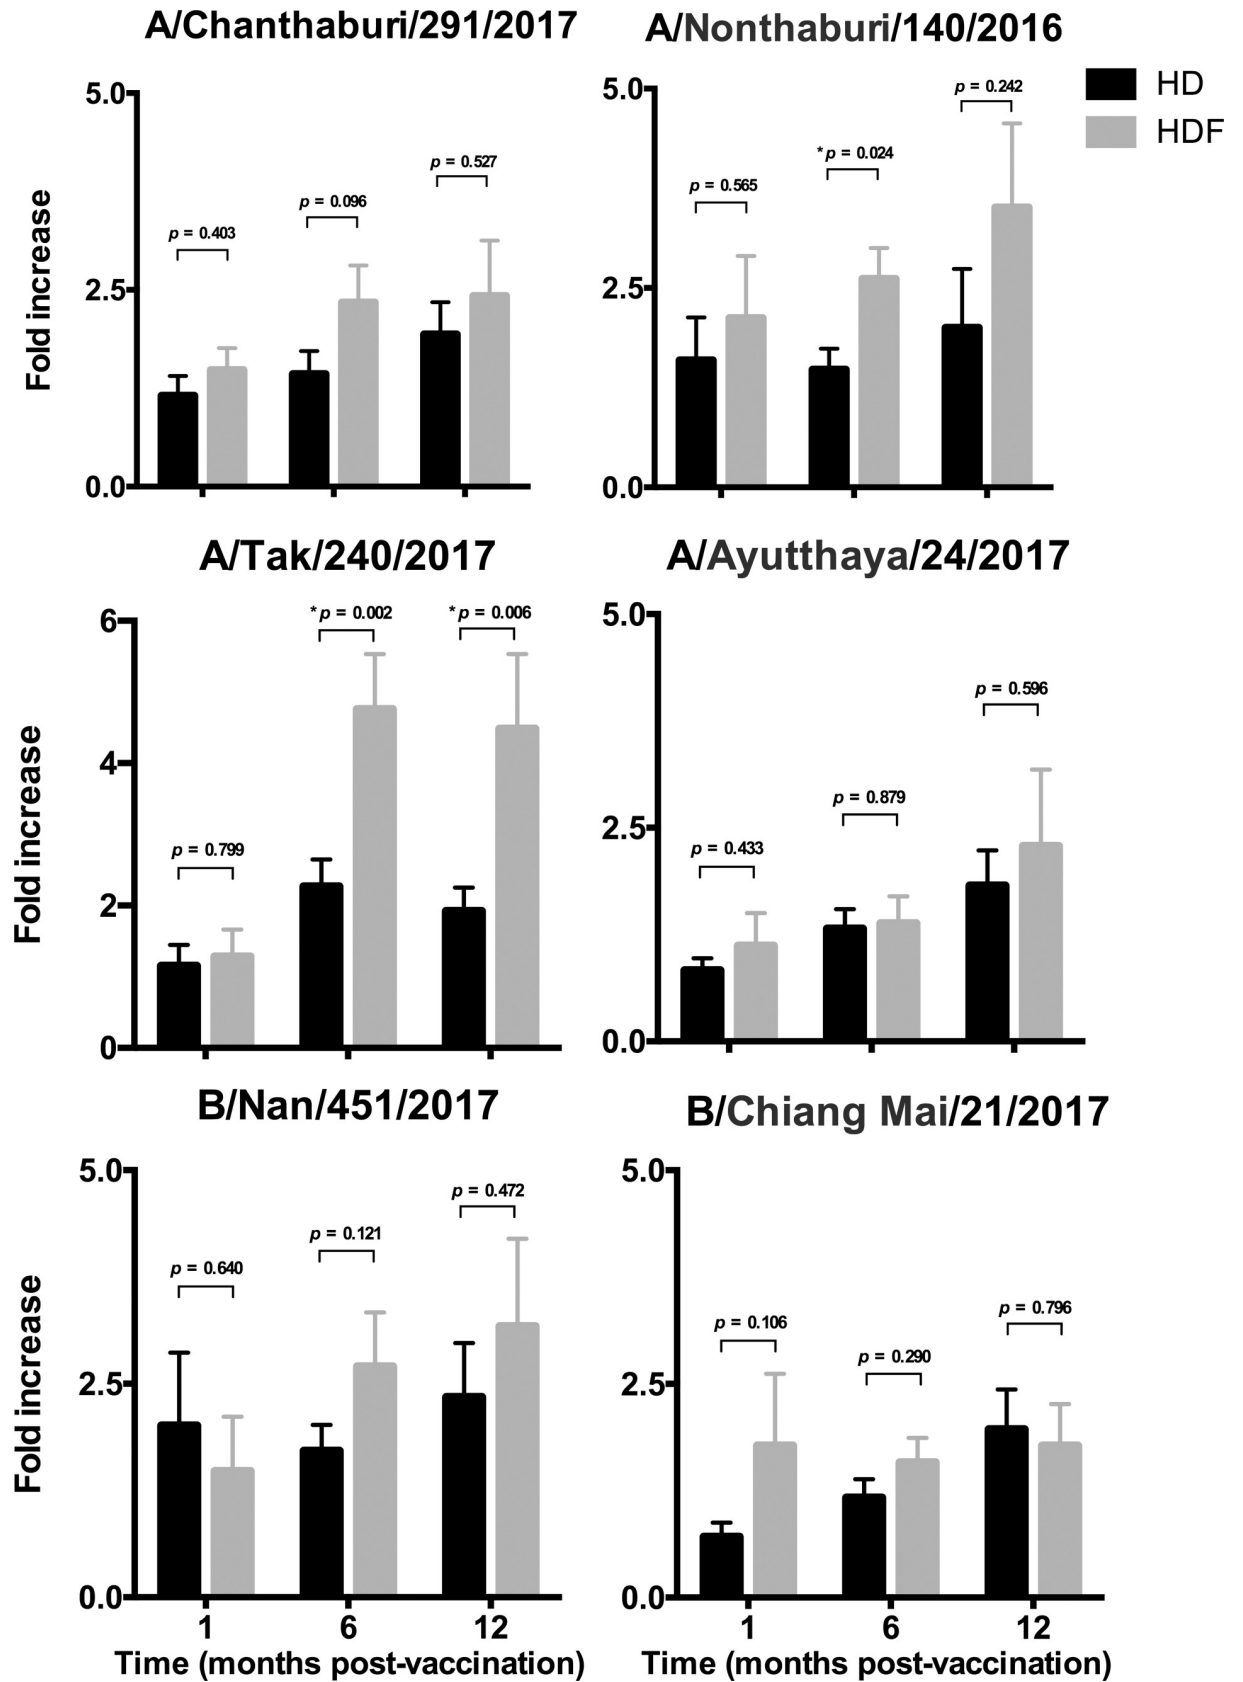 A/Chanthaburi/291/2017
A/Nonthaburi/140/2016
HD
HDF
Fold increase
5.0
2.5
0.0
p = 0.403
p = 0.096
p = 0.527
5.0
2.5
0.0
p = 0.565
*p = 0.024
p = 0.242
A/Tak/240/2017
A/Ayutthaya/24/2017
Fold increase
6
4
2
0
p = 0.799
*p = 0.002
*p = 0.006
5.0
2.5
0.0
p = 0.433
p = 0.879
p = 0.596
B/Nan/451/2017
B/Chiang Mai/21/2017
Fold increase
5.0
2.5
0.0
p = 0.640
p = 0.121
p = 0.472
1 6 12
Time (months post-vaccination)
5.0
2.5
0.0
p = 0.106
p = 0.290
p = 0.796
1 6 12
Time (months post-vaccination)